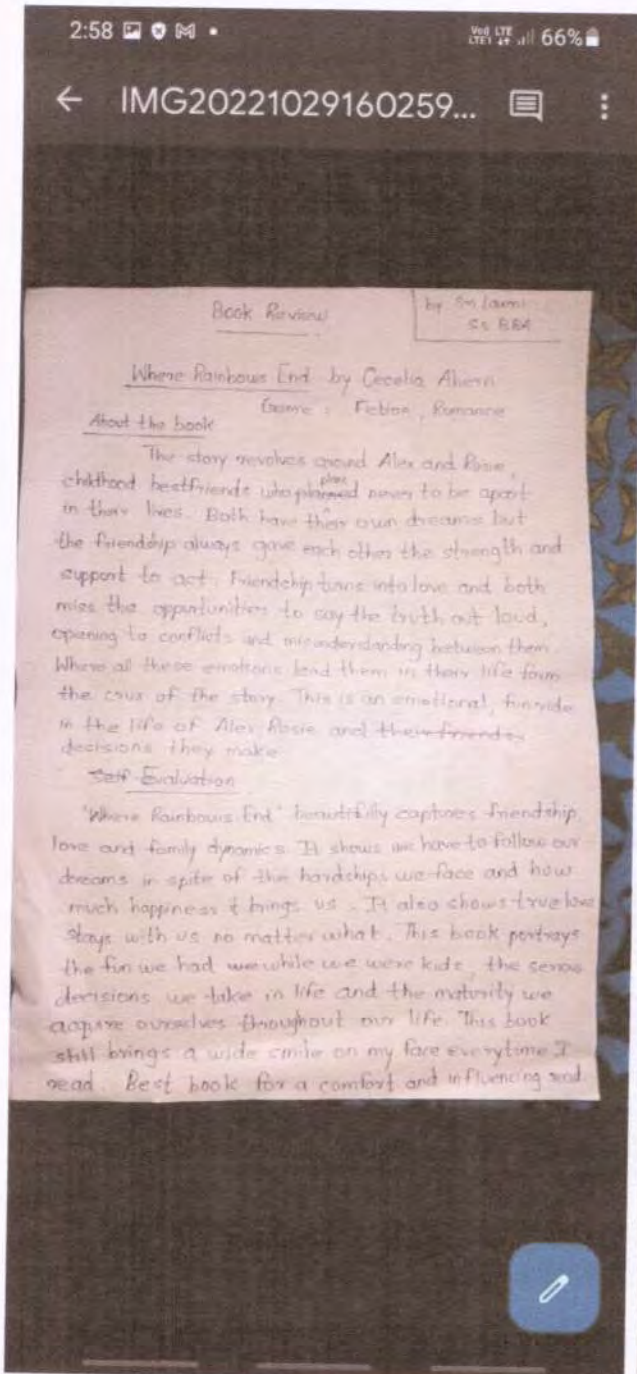 2:58
66%
IMG20221029160259...
Book Review
by Sri Laxmi
S5 BBA
Where Rainbows End by Cecelia Ahern
Genre : Fiction, Romance
About the book
The story revolves around Alex and Rosie,
childhood bestfriends who planned never to be apart
in their lives. Both have their own dreams but
the friendship always gave each other the strength and
support to act. Friendship turns into love and both
miss the opportunities to say the truth out loud,
opening to conflicts and misunderstanding between them.
Where all these emotions lend them in their life form
the crux of the story. This is an emotional, fun ride
in the life of Alex Rosie and their friends
decisions they make
Self Evaluation
'Where Rainbows End' beautifully captures friendship,
love and family dynamics. It shows we have to follow our
dreams in spite of the hardships we face and how
much happiness it brings us. It also shows true love
stays with us no matter what. This book portrays
the fun we had we while we were kids, the serious
decisions we take in life and the maturity we
acquire ourselves throughout our life. This book
still brings a wide smile on my face everytime I
read. Best book for a comfort and influencing read.